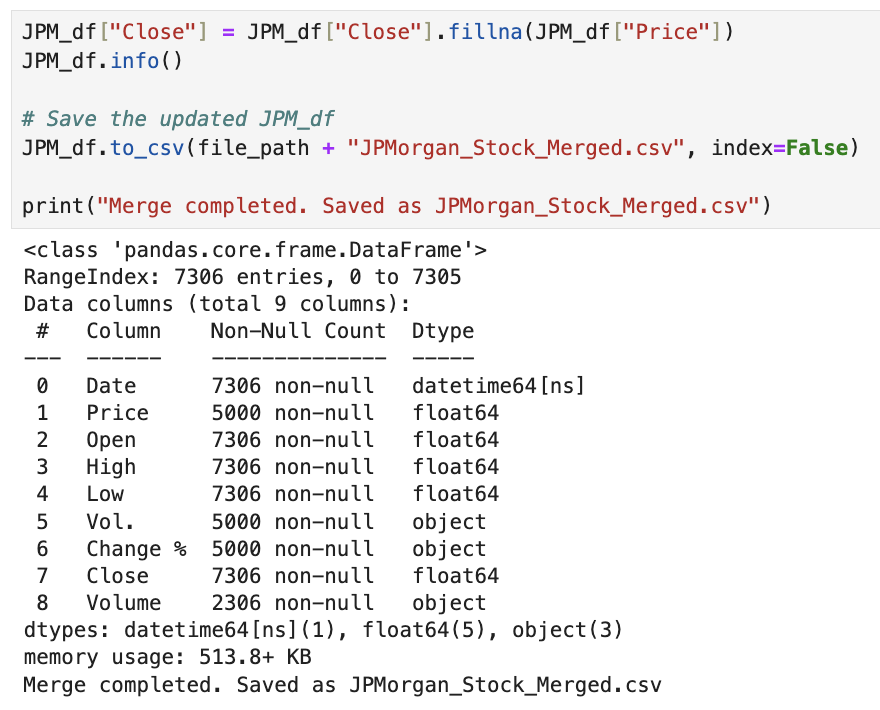 JPM_df["Close"] = JPM_df["Close"].fillna(JPM_df["Price"])
JPM_df.info()
# Save the updated JPM_df
JPM_df.to_csv(file_path + "JPMorgan_Stock_Merged.csv", index=False)
print("Merge completed. Saved as JPMorgan_Stock_Merged.csv")
<class 'pandas.core.frame.DataFrame'>
RangeIndex: 7306 entries, 0 to 7305
Data columns (total 9 columns):
 #   Column    Non-Null Count  Dtype
---  ------    --------------  -----
 0   Date      7306 non-null   datetime64[ns]
 1   Price     5000 non-null   float64
 2   Open      7306 non-null   float64
 3   High      7306 non-null   float64
 4   Low       7306 non-null   float64
 5   Vol.      5000 non-null   object
 6   Change %  5000 non-null   object
 7   Close     7306 non-null   float64
 8   Volume    2306 non-null   object
dtypes: datetime64[ns](1), float64(5), object(3)
memory usage: 513.8+ KB
Merge completed. Saved as JPMorgan_Stock_Merged.csv